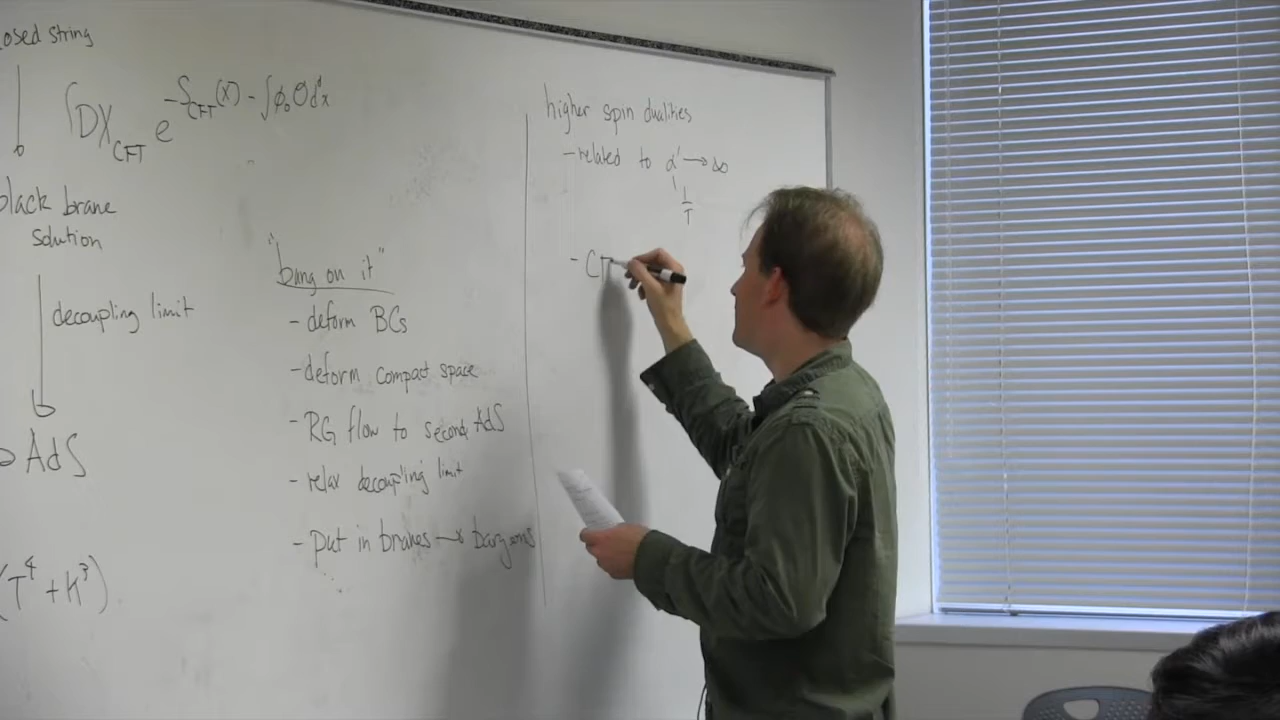 osed string
∫DX_CFT e^{-S_CFT(X) - ∫ϕ₀Od^dx}
lack brane
solution
decoupling limit
AdS
(T⁴ + K³)
"bang on it"
- deform BCs
- deform compact space
- RG flow to second AdS
- relax decoupling limit
- put in branes → baryons
higher spin dualities
- related to α' → ∞
1/T
- CF